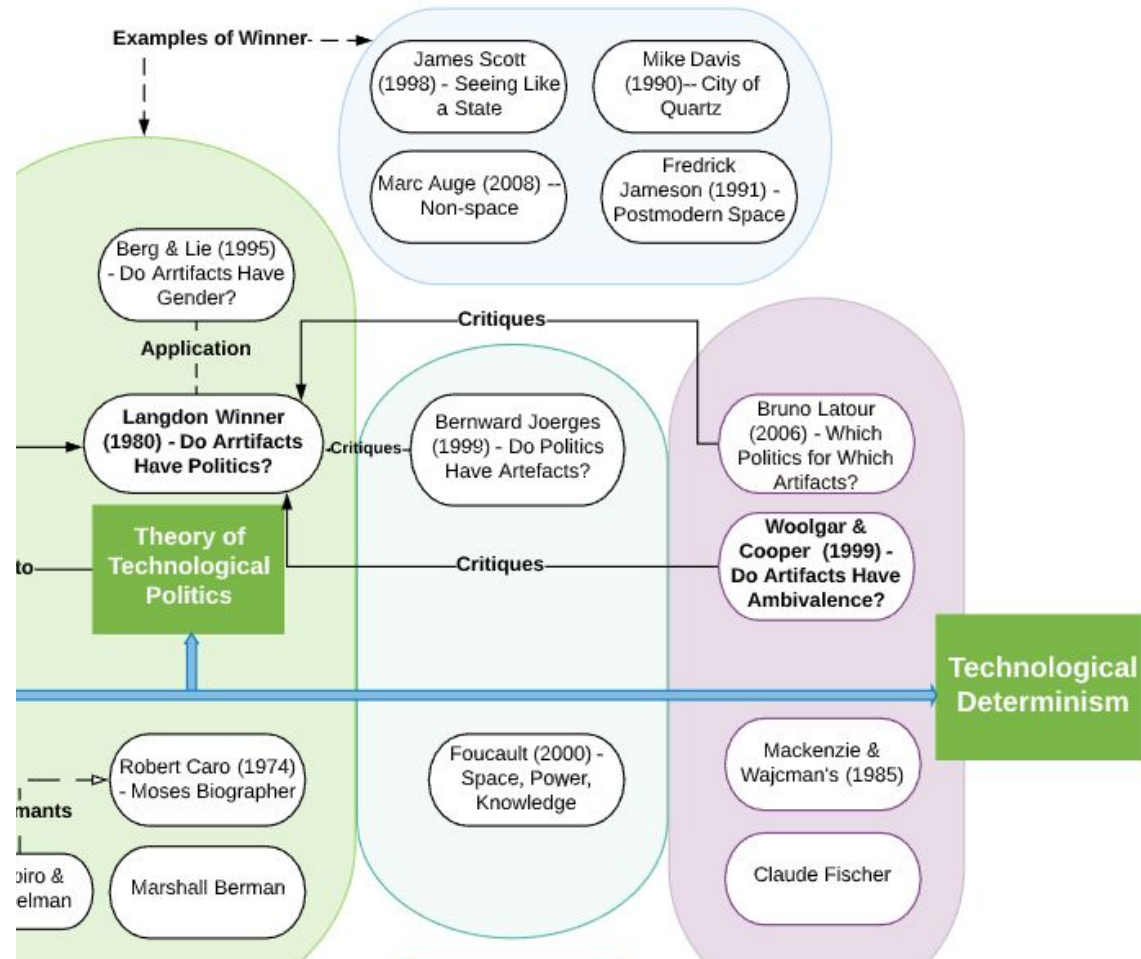 Examples of Winner
James Scott
(1998) - Seeing Like
a State
Mike Davis
(1990)-- City of
Quartz
Marc Auge (2008) --
Non-space
Fredrick
Jameson (1991) -
Postmodern Space
Berg & Lie (1995)
- Do Arrtifacts Have
Gender?
Application
Critiques
Langdon Winner
(1980) - Do Arrtifacts
Have Politics?
Critiques
Bernward Joerges
(1999) - Do Politics
Have Artefacts?
Bruno Latour
(2006) - Which
Politics for Which
Artifacts?
Theory of
Technological
Politics
to
Critiques
Woolgar &
Cooper (1999) -
Do Artifacts Have
Ambivalence?
Technological
Determinism
Robert Caro (1974)
- Moses Biographer
Foucault (2000) -
Space, Power,
Knowledge
Mackenzie &
Wajcman's (1985)
mants
piro &
elman
Marshall Berman
Claude Fischer